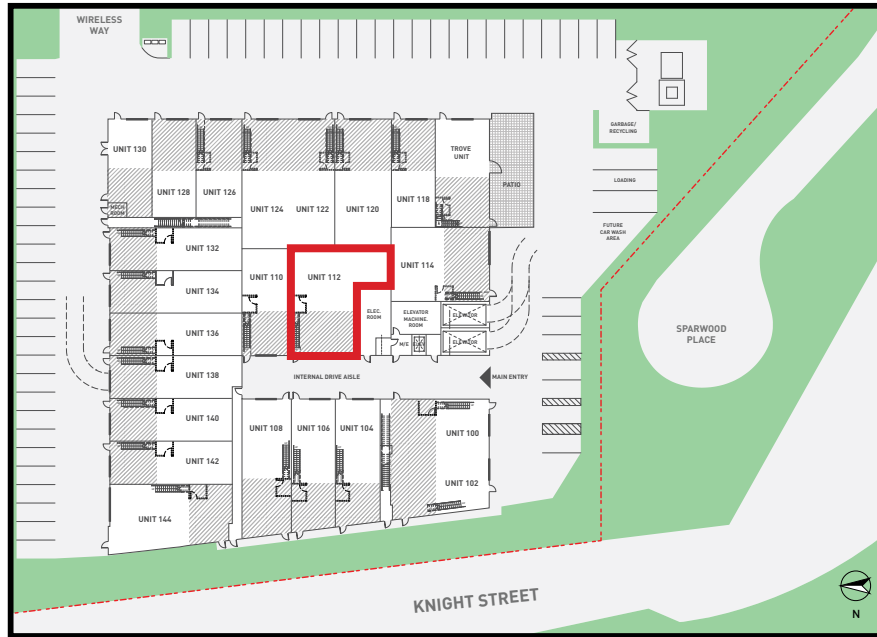 WIRELESS
WAY
GARBAGE/
RECYCLING
LOADING
FUTURE
CAR WASH
AREA
UNIT 130
TROVE
UNIT
PATIO
UNIT 128
UNIT 126
UNIT 124
UNIT 122
UNIT 120
UNIT 118
MECH
ROOM
UNIT 132
UNIT 110
UNIT 112
UNIT 114
UNIT 134
ELEC.
ROOM
ELEVATOR
MACHINE.
ROOM
ELEVATOR
UNIT 136
M/E
ELEV
ELEVATOR
SPARWOOD
PLACE
UNIT 138
INTERNAL DRIVE AISLE
MAIN ENTRY
UNIT 140
UNIT 108
UNIT 106
UNIT 104
UNIT 100
UNIT 142
UNIT 102
UNIT 144
KNIGHT STREET
N